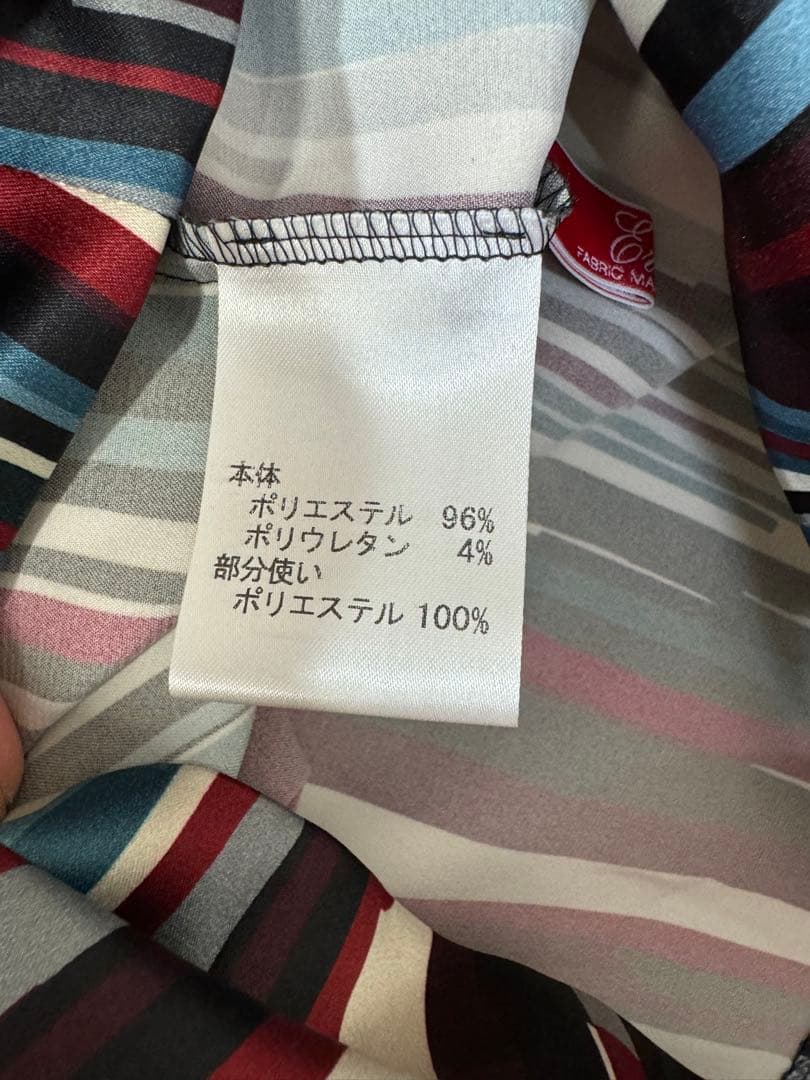 本体
ポリエステル 96%
ポリウレタン 4%
部分使い
ポリエステル 100%
FABRIC